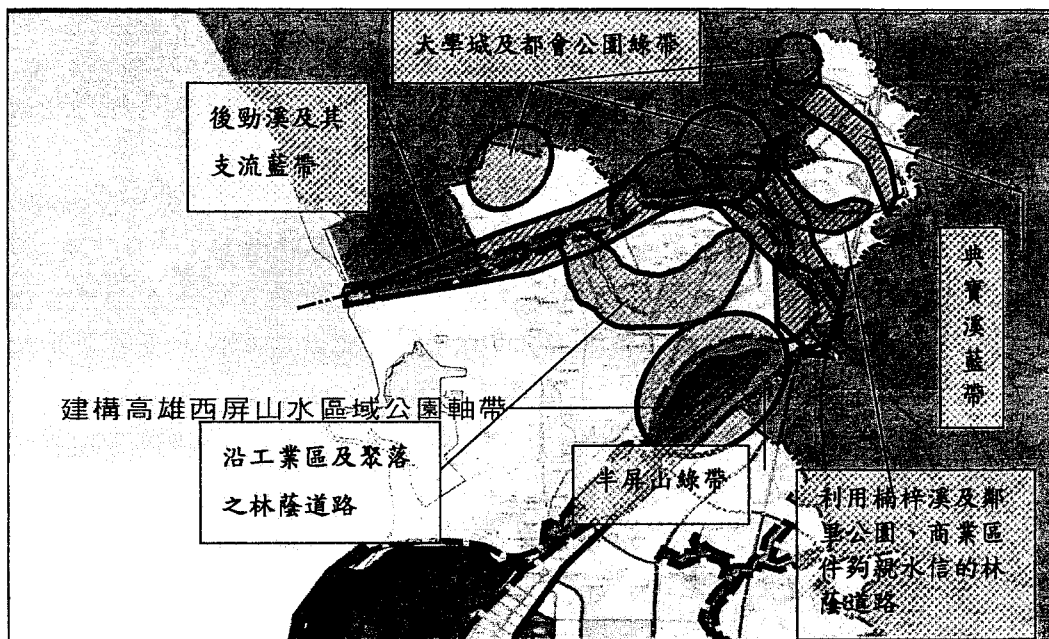 大學城及都會公園綠帶
後勁溪及其
支流藍帶
典寶溪藍帶
建構高雄西屏山水區域公園軸帶
沿工業區及聚落
之林蔭道路
半屏山綠帶
利用楠梓溪及鄰
里公園、商業區
件夠親水信的林
蔭道路